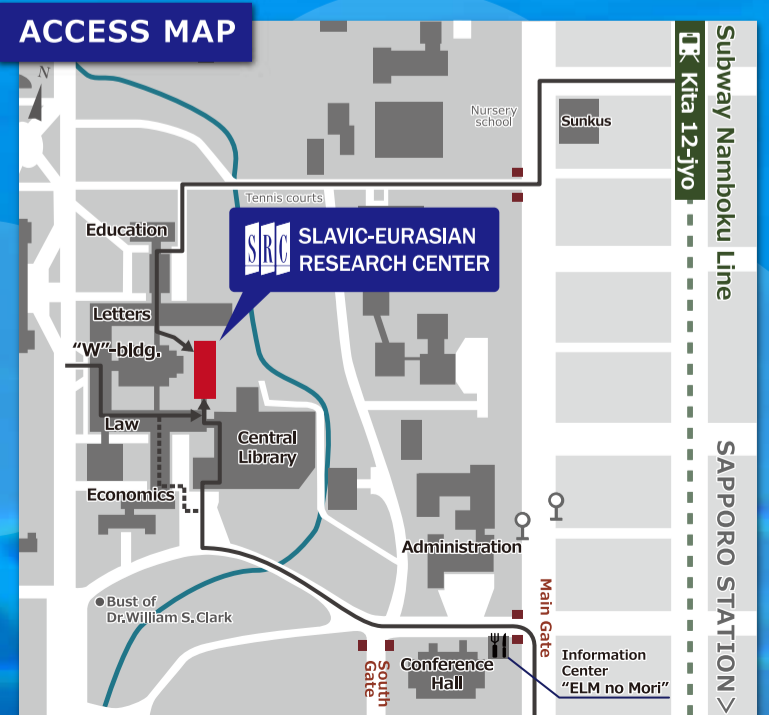 ACCESS MAP
N
Subway Namboku Line
Kita 12-jyo
Nursery
school
Sunkus
Tennis courts
Education
SRC
SLAVIC-EURASIAN
RESEARCH CENTER
Letters
"W"-bldg.
Law
Central
Library
Economics
SAPPORO STATION>
Administration
Bust of
Dr.William S.Clark
Main Gate
South
Gate
Conference
Hall
Information
Center
"ELM no Mori"